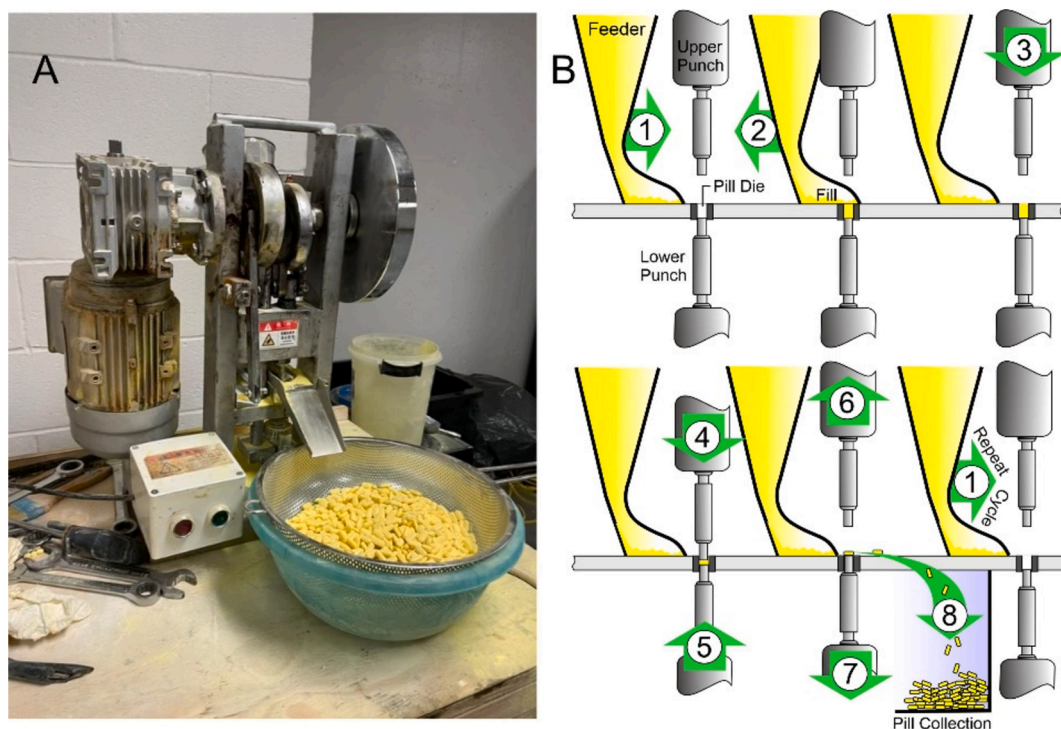 A
B
Feeder
Upper
Punch
1
2
3
Pill Die
Fill
Lower
Punch
4
5
6
7
8
Repeat
1
Cycle
Pill Collection